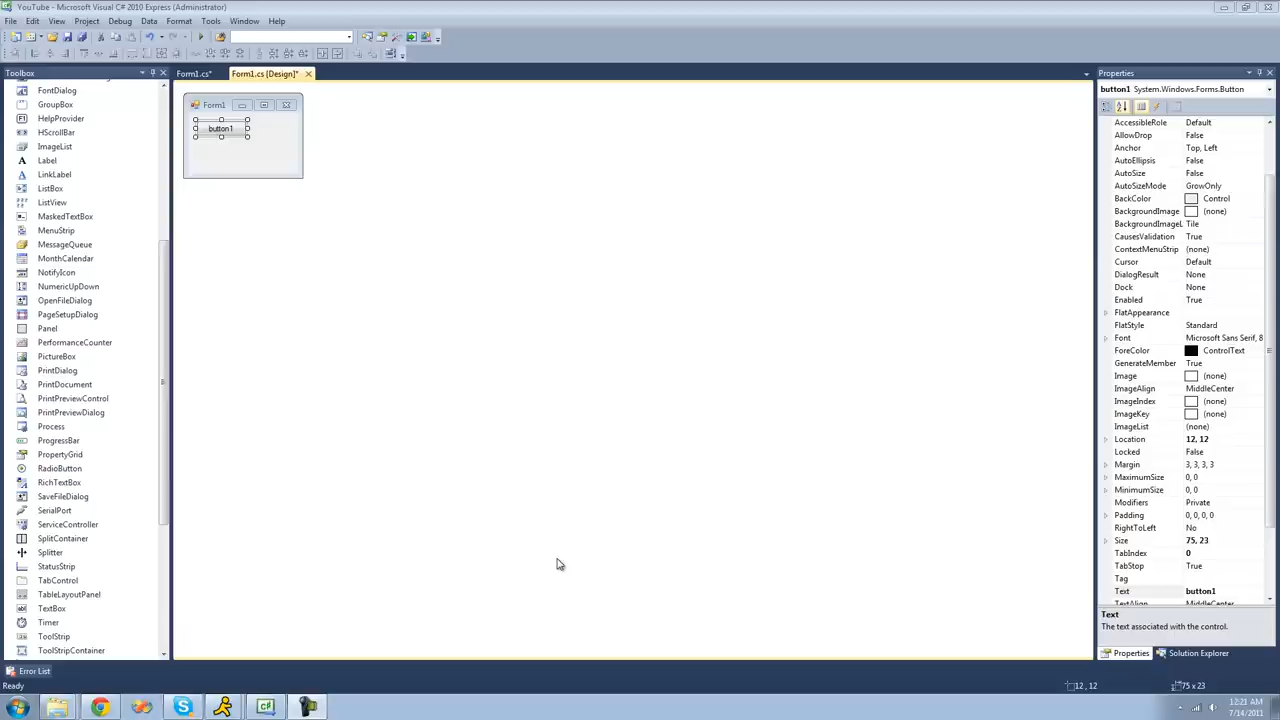 YouTube - Microsoft Visual C# 2010 Express (Administrator)
File Edit View Project Debug Data Format Tools Window Help
Toolbox
Form1.cs*
Form1.cs [Design]*
Properties
FontDialog
GroupBox
HelpProvider
HScrollBar
ImageList
Label
LinkLabel
ListBox
ListView
MaskedTextBox
MenuStrip
MessageQueue
MonthCalendar
NotifyIcon
NumericUpDown
OpenFileDialog
PageSetupDialog
Panel
PerformanceCounter
PictureBox
PrintDialog
PrintDocument
PrintPreviewControl
PrintPreviewDialog
Process
ProgressBar
PropertyGrid
RadioButton
RichTextBox
SaveFileDialog
SerialPort
ServiceController
SplitContainer
Splitter
StatusStrip
TabControl
TableLayoutPanel
TextBox
Timer
ToolStrip
ToolStripContainer
Form1
button1
button1 System.Windows.Forms.Button
AccessibleRole Default
AllowDrop False
Anchor Top, Left
AutoEllipsis False
AutoSize False
AutoSizeMode GrowOnly
BackColor Control
BackgroundImage (none)
BackgroundImageL Tile
CausesValidation True
ContextMenuStrip (none)
Cursor Default
DialogResult None
Dock None
Enabled True
FlatAppearance
FlatStyle Standard
Font Microsoft Sans Serif, 8
ForeColor ControlText
GenerateMember True
Image (none)
ImageAlign MiddleCenter
ImageIndex (none)
ImageKey (none)
ImageList (none)
Location 12, 12
Locked False
Margin 3, 3, 3, 3
MaximumSize 0, 0
MinimumSize 0, 0
Modifiers Private
Padding 0, 0, 0, 0
RightToLeft No
Size 75, 23
TabIndex 0
TabStop True
Tag
Text button1
TextAlign MiddleCenter
Text
The text associated with the control.
Properties Solution Explorer
Error List
Ready
12 , 12
75 x 23
12:21 AM
7/14/2011